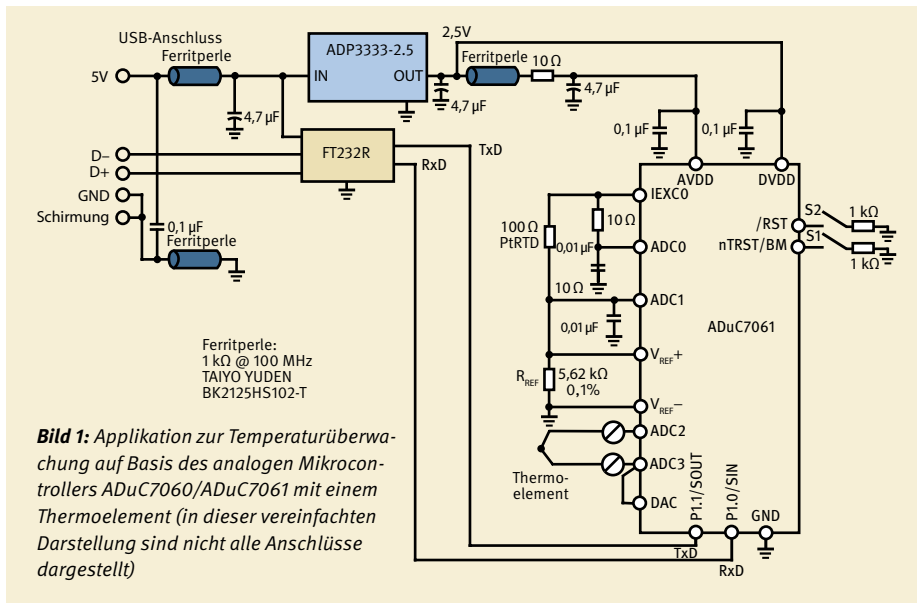 USB-Anschluss
Ferritperle
5V
4,7 µF
ADP3333-2.5
IN
OUT
2,5V
4,7 µF
Ferritperle
10 Ω
4,7 µF
0,1 µF
0,1 µF
D−
D+
GND
Schirmung
0,1 µF
Ferritperle
FT232R
TxD
RxD
AVDD
DVDD
IEXC0
100 Ω
PtRTD
10 Ω
0,01 µF
ADC0
10 Ω
ADC1
0,01 µF
VREF+
RREF
5,62 kΩ
0,1%
VREF−
ADC2
ADC3
DAC
Thermo-
element
/RST
nTRST/BM
S2
1 kΩ
S1
1 kΩ
ADuC7061
P1.1/SOUT
P1.0/SIN
GND
TxD
RxD
Ferritperle:
1 kΩ @ 100 MHz
TAIYO YUDEN
BK2125HS102-T
Bild 1: Applikation zur Temperaturüberwa-
chung auf Basis des analogen Mikrocon-
trollers ADuC7060/ADuC7061 mit einem
Thermoelement (in dieser vereinfachten
Darstellung sind nicht alle Anschlüsse
dargestellt)